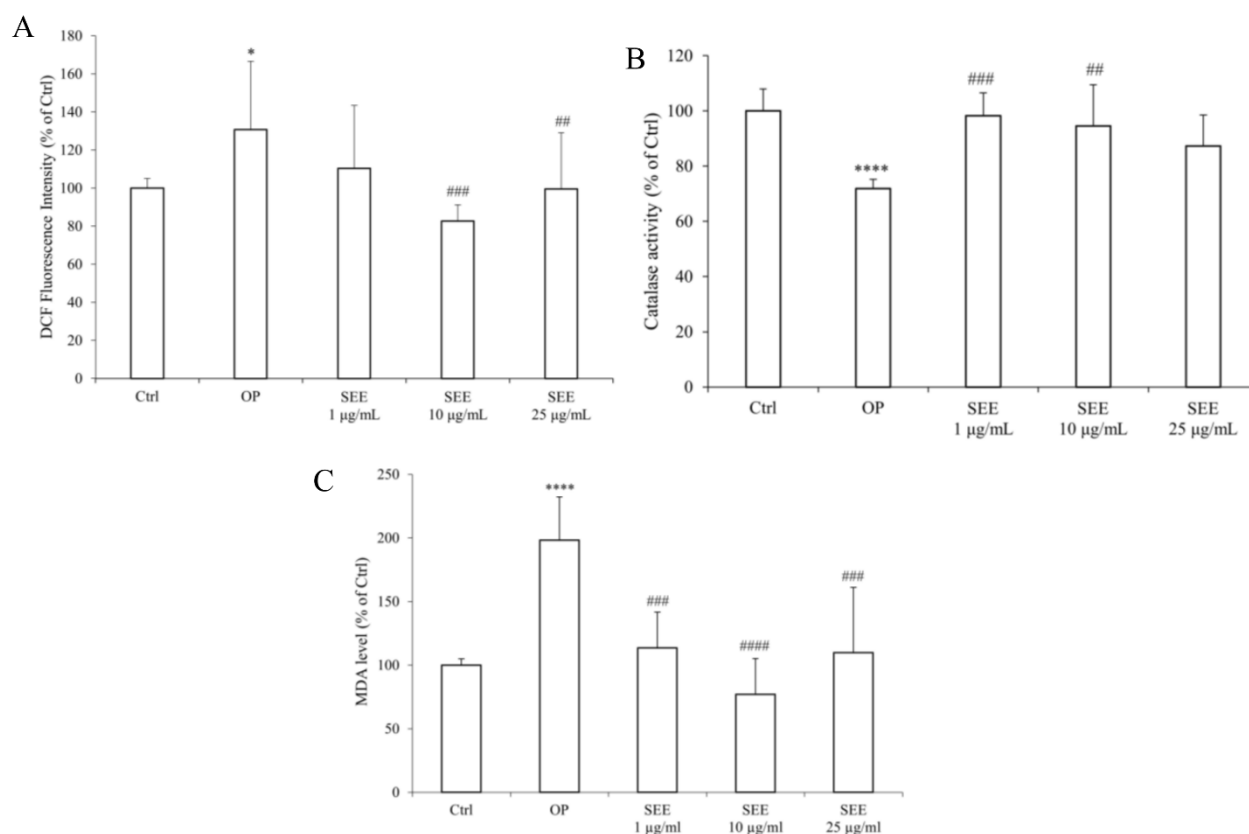 A
DCF Fluorescence Intensity (% of Ctrl)
180
160
140
120
100
80
60
40
20
0
*
###
##
Ctrl
OP
SEE
1 µg/mL
SEE
10 µg/mL
SEE
25 µg/mL
B
Catalase activity (% of Ctrl)
120
100
80
60
40
20
0
****
###
##
Ctrl
OP
SEE
1 µg/mL
SEE
10 µg/mL
SEE
25 µg/mL
C
MDA level (% of Ctrl)
250
200
150
100
50
0
****
###
####
###
Ctrl
OP
SEE
1 µg/ml
SEE
10 µg/ml
SEE
25 µg/ml